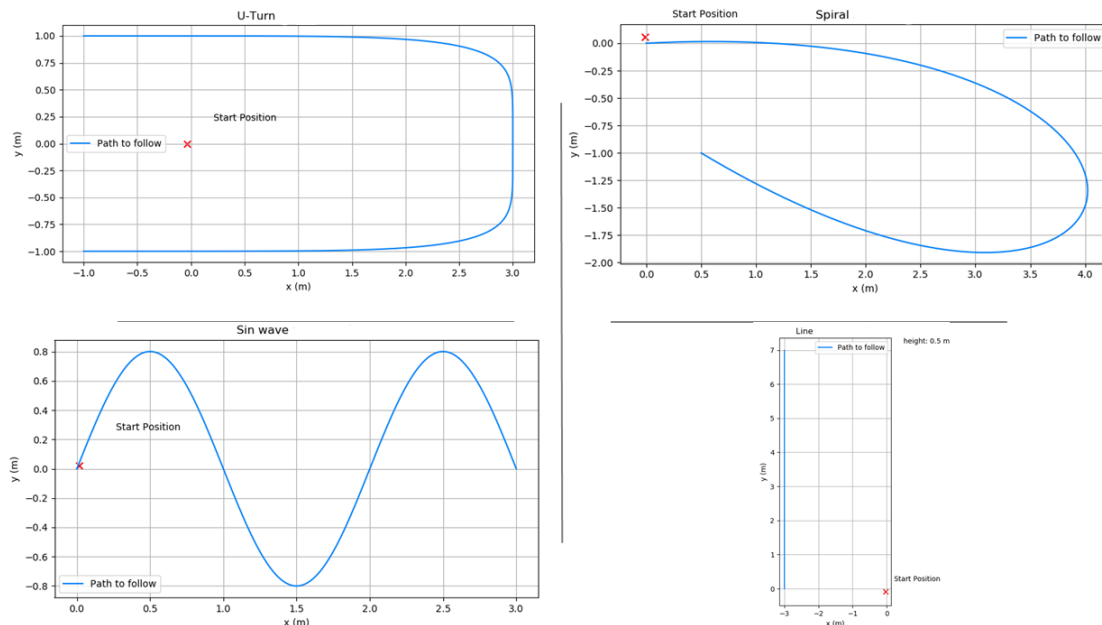 U-Turn
1.00
0.75
0.50
0.25
0.00
−0.25
−0.50
−0.75
−1.00
y (m)
Start Position
Path to follow
−1.0 −0.5 0.0 0.5 1.0 1.5 2.0 2.5 3.0
x (m)
Start Position
Spiral
0.00
−0.25
−0.50
−0.75
−1.00
−1.25
−1.50
−1.75
−2.00
y (m)
Path to follow
0.0 0.5 1.0 1.5 2.0 2.5 3.0 3.5 4.0
x (m)
Sin wave
0.8
0.6
0.4
0.2
0.0
−0.2
−0.4
−0.6
−0.8
y (m)
Start Position
Path to follow
0.0 0.5 1.0 1.5 2.0 2.5 3.0
x (m)
Line
height: 0.5 m
Path to follow
7
6
5
4
3
2
1
0
y (m)
Start Position
−3 −2 −1 0
x (m)